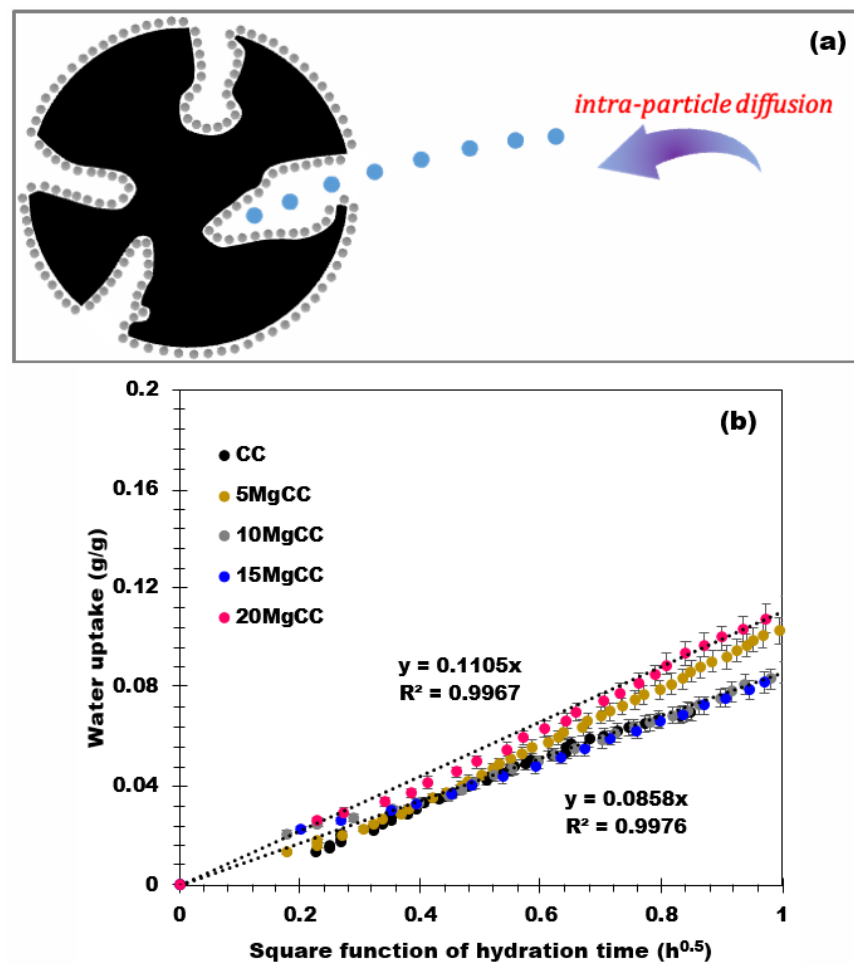 (a)
intra-particle diffusion
(b)
0.2
0.16
0.12
0.08
0.04
0
Water uptake (g/g)
CC
5MgCC
10MgCC
15MgCC
20MgCC
y = 0.1105x
R² = 0.9967
y = 0.0858x
R² = 0.9976
0 0.2 0.4 0.6 0.8 1
Square function of hydration time (h⁰·⁵)